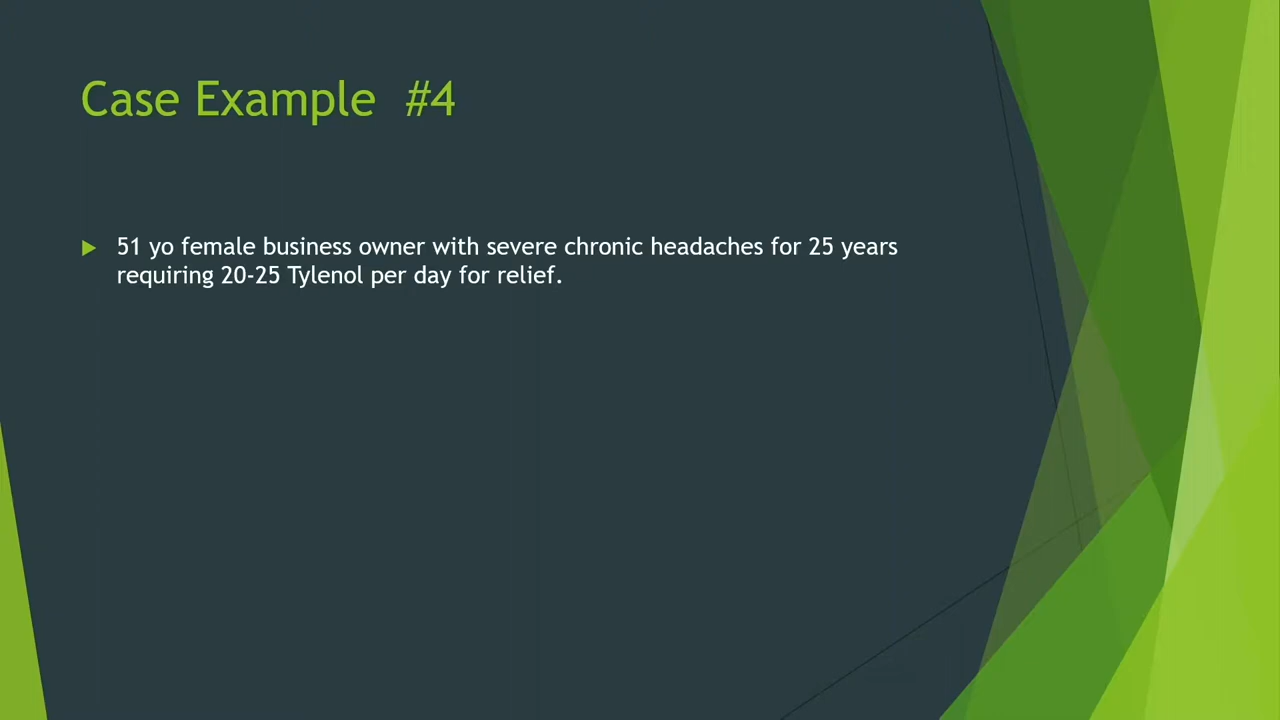 Case Example  #4
51 yo female business owner with severe chronic headaches for 25 years
requiring 20-25 Tylenol per day for relief.